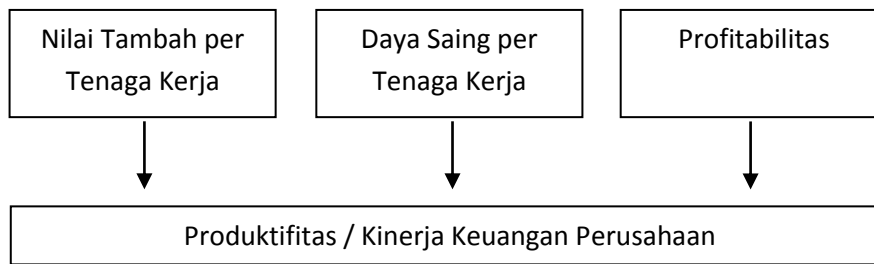 Nilai Tambah per
Tenaga Kerja
Daya Saing per
Tenaga Kerja
Profitabilitas
Produktifitas / Kinerja Keuangan Perusahaan